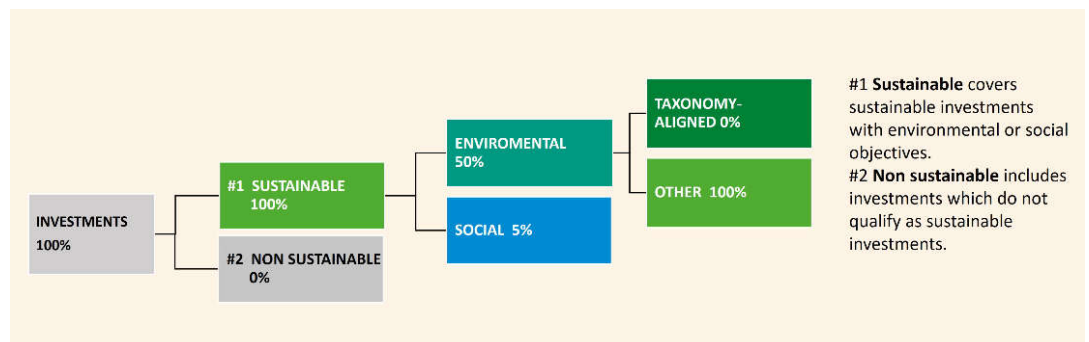 INVESTMENTS
100%
#1 SUSTAINABLE
100%
#2 NON SUSTAINABLE
0%
ENVIROMENTAL
50%
SOCIAL 5%
TAXONOMY-
ALIGNED 0%
OTHER 100%
#1 Sustainable covers
sustainable investments
with environmental or social
objectives.
#2 Non sustainable includes
investments which do not
qualify as sustainable
investments.